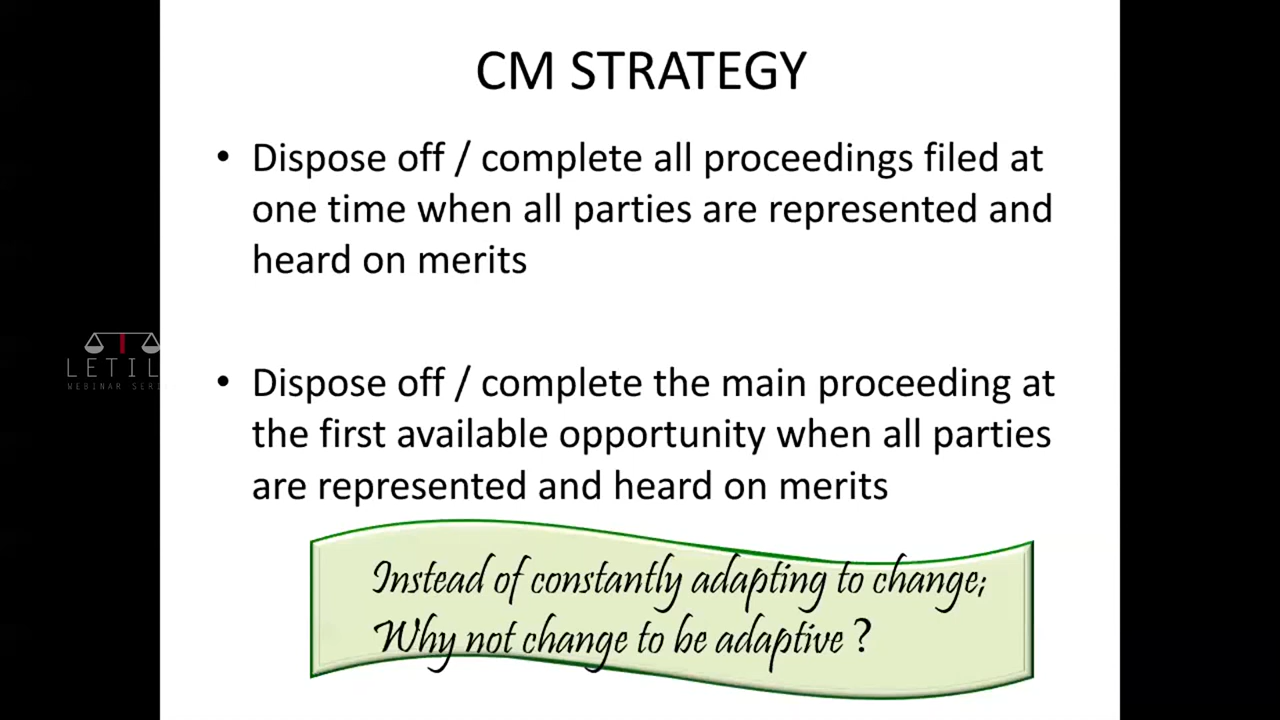 CM STRATEGY
• Dispose off / complete all proceedings filed at
one time when all parties are represented and
heard on merits
LETIL
WEBINAR SERI
• Dispose off / complete the main proceeding at
the first available opportunity when all parties
are represented and heard on merits
Instead of constantly adapting to change;
Why not change to be adaptive ?